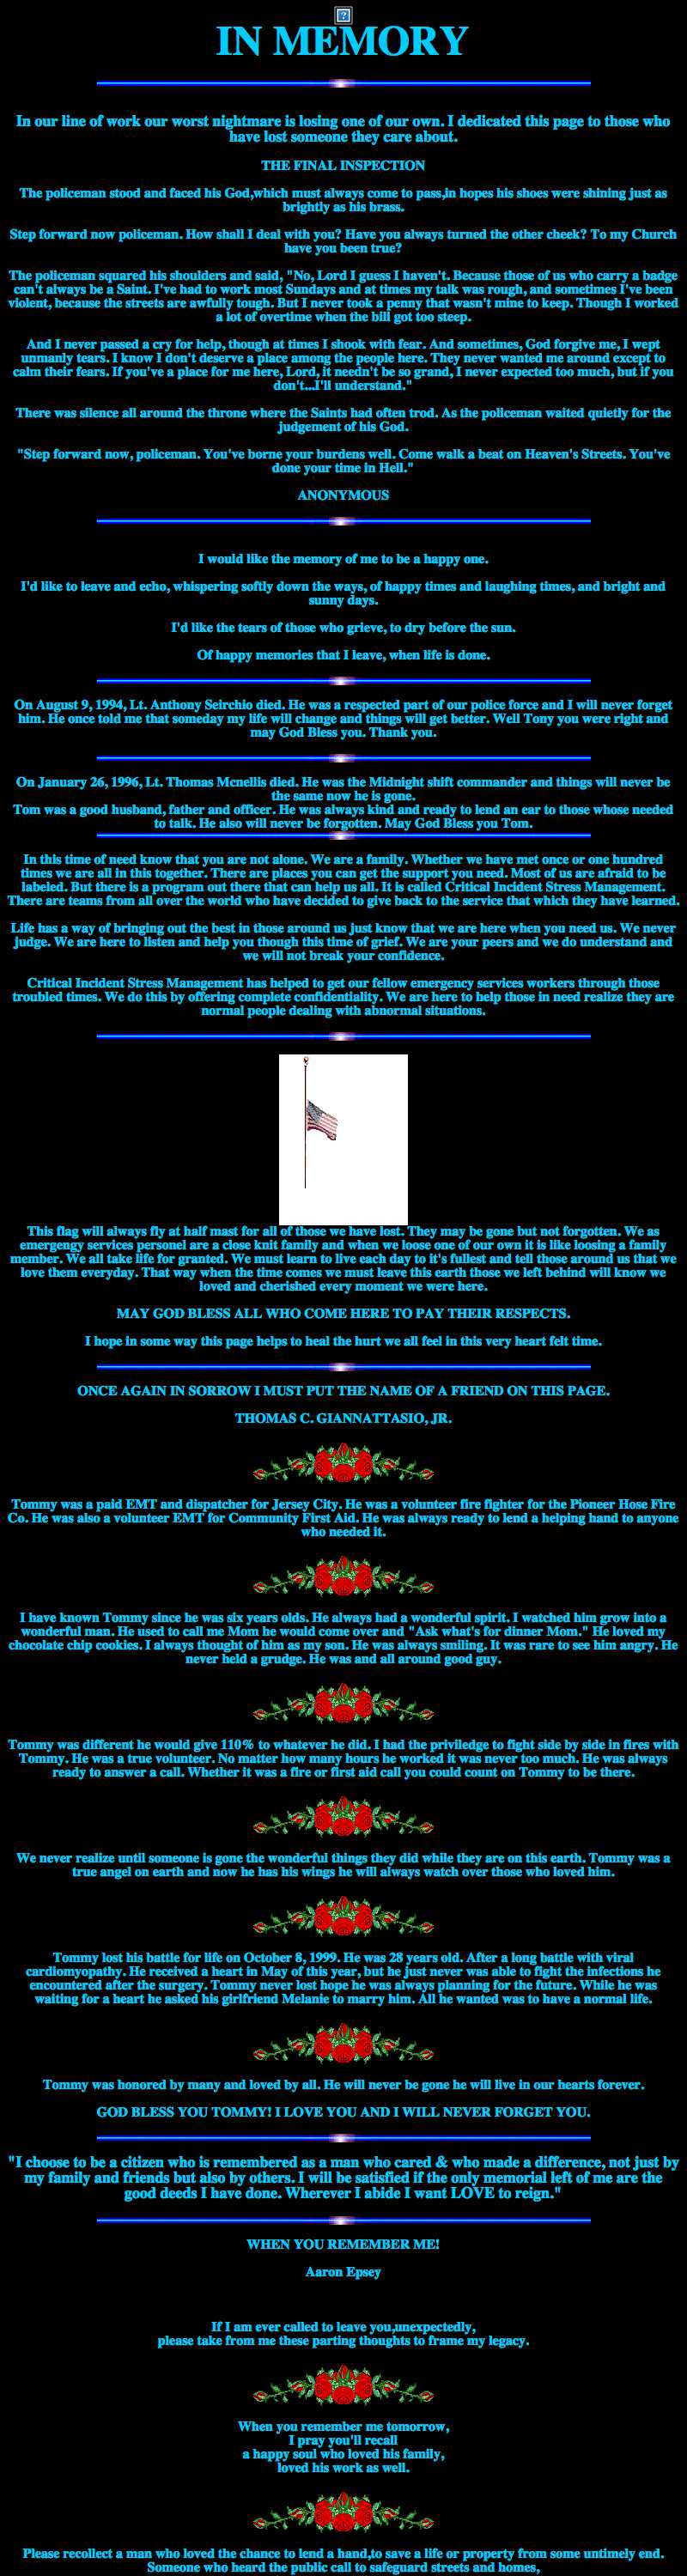 IN MEMORY
In our line of work our worst nightmare is losing one of our own. I dedicated this page to those who
have lost someone they care about.
THE FINAL INSPECTION
The policeman stood and faced his God,which must always come to pass,in hopes his shoes were shining just as
brightly as his brass.
Step forward now policeman. How shall I deal with you? Have you always turned the other cheek? To my Church
have you been true?
The policeman squared his shoulders and said, "No, Lord I guess I haven't. Because those of us who carry a badge
can't always be a Saint. I've had to work most Sundays and at times my talk was rough, and sometimes I've been
violent, because the streets are awfully tough. But I never took a penny that wasn't mine to keep. Though I worked
a lot of overtime when the bill got too steep.
And I never passed a cry for help, though at times I shook with fear. And sometimes, God forgive me, I wept
unmanly tears. I know I don't deserve a place among the people here. They never wanted me around except to
calm their fears. If you've a place for me here, Lord, it needn't be so grand, I never expected too much, but if you
don't...I'll understand."
There was silence all around the throne where the Saints had often trod. As the policeman waited quietly for the
judgement of his God.
"Step forward now, policeman. You've borne your burdens well. Come walk a beat on Heaven's Streets. You've
done your time in Hell."
ANONYMOUS
I would like the memory of me to be a happy one.
I'd like to leave and echo, whispering softly down the ways, of happy times and laughing times, and bright and
sunny days.
I'd like the tears of those who grieve, to dry before the sun.
Of happy memories that I leave, when life is done.
On August 9, 1994, Lt. Anthony Seirchio died. He was a respected part of our police force and I will never forget
him. He once told me that someday my life will change and things will get better. Well Tony you were right and
may God Bless you. Thank you.
On January 26, 1996, Lt. Thomas Mcnellis died. He was the Midnight shift commander and things will never be
the same now he is gone.
Tom was a good husband, father and officer. He was always kind and ready to lend an ear to those whose needed
to talk. He also will never be forgotten. May God Bless you Tom.
In this time of need know that you are not alone. We are a family. Whether we have met once or one hundred
times we are all in this together. There are places you can get the support you need. Most of us are afraid to be
labeled. But there is a program out there that can help us all. It is called Critical Incident Stress Management.
There are teams from all over the world who have decided to give back to the service that which they have learned.
Life has a way of bringing out the best in those around us just know that we are here when you need us. We never
judge. We are here to listen and help you though this time of grief. We are your peers and we do understand and
we will not break your confidence.
Critical Incident Stress Management has helped to get our fellow emergency services workers through those
troubled times. We do this by offering complete confidentiality. We are here to help those in need realize they are
normal people dealing with abnormal situations.
This flag will always fly at half mast for all of those we have lost. They may be gone but not forgotten. We as
emergengy services personel are a close knit family and when we loose one of our own it is like loosing a family
member. We all take life for granted. We must learn to live each day to it's fullest and tell those around us that we
love them everyday. That way when the time comes we must leave this earth those we left behind will know we
loved and cherished every moment we were here.
MAY GOD BLESS ALL WHO COME HERE TO PAY THEIR RESPECTS.
I hope in some way this page helps to heal the hurt we all feel in this very heart felt time.
ONCE AGAIN IN SORROW I MUST PUT THE NAME OF A FRIEND ON THIS PAGE.
THOMAS C. GIANNATTASIO, JR.
Tommy was a paid EMT and dispatcher for Jersey City. He was a volunteer fire fighter for the Pioneer Hose Fire
Co. He was also a volunteer EMT for Community First Aid. He was always ready to lend a helping hand to anyone
who needed it.
I have known Tommy since he was six years olds. He always had a wonderful spirit. I watched him grow into a
wonderful man. He used to call me Mom he would come over and "Ask what's for dinner Mom." He loved my
chocolate chip cookies. I always thought of him as my son. He was always smiling. It was rare to see him angry. He
never held a grudge. He was and all around good guy.
Tommy was different he would give 110% to whatever he did. I had the priviledge to fight side by side in fires with
Tommy. He was a true volunteer. No matter how many hours he worked it was never too much. He was always
ready to answer a call. Whether it was a fire or first aid call you could count on Tommy to be there.
We never realize until someone is gone the wonderful things they did while they are on this earth. Tommy was a
true angel on earth and now he has his wings he will always watch over those who loved him.
Tommy lost his battle for life on October 8, 1999. He was 28 years old. After a long battle with viral
cardiomyopathy. He received a heart in May of this year, but he just never was able to fight the infections he
encountered after the surgery. Tommy never lost hope he was always planning for the future. While he was
waiting for a heart he asked his girlfriend Melanie to marry him. All he wanted was to have a normal life.
Tommy was honored by many and loved by all. He will never be gone he will live in our hearts forever.
GOD BLESS YOU TOMMY! I LOVE YOU AND I WILL NEVER FORGET YOU.
"I choose to be a citizen who is remembered as a man who cared & who made a difference, not just by
my family and friends but also by others. I will be satisfied if the only memorial left of me are the
good deeds I have done. Wherever I abide I want LOVE to reign."
WHEN YOU REMEMBER ME!
Aaron Epsey
If I am ever called to leave you,unexpectedly,
please take from me these parting thoughts to frame my legacy.
When you remember me tomorrow,
I pray you'll recall
a happy soul who loved his family,
loved his work as well.
Please recollect a man who loved the chance to lend a hand,to save a life or property from some untimely end.
Someone who heard the public call to safeguard streets and homes,